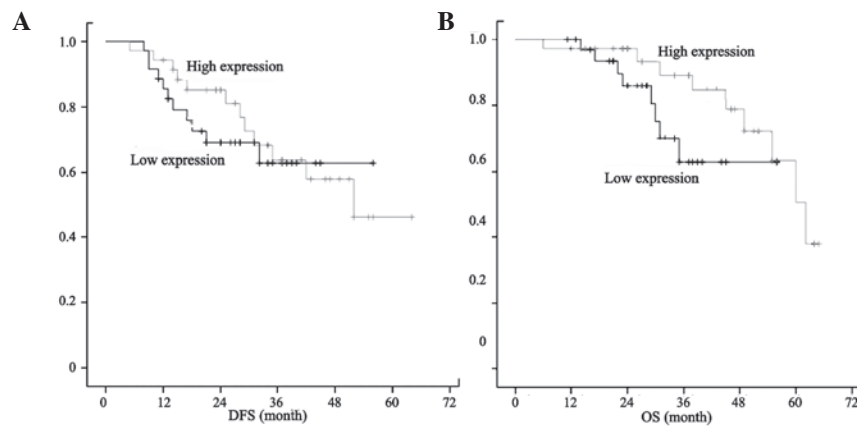 A
1.0
0.8
0.6
0.4
0.2
0
High expression
Low expression
0 12 24 36 48 60 72
DFS (month)
B
1.0
0.8
0.6
0.4
0.2
0
High expression
Low expression
0 12 24 36 48 60 72
OS (month)